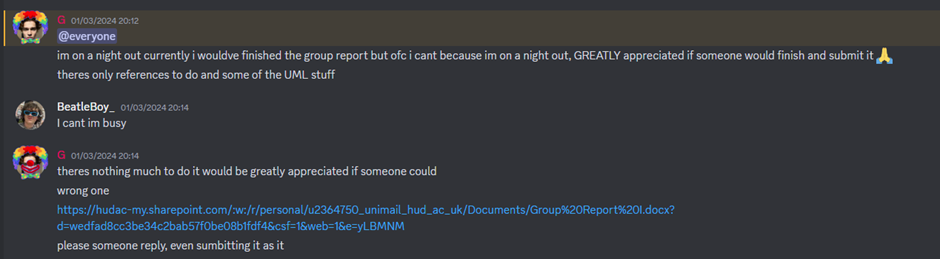 G 01/03/2024 20:12
@everyone
im on a night out currently i wouldve finished the group report but ofc i cant because im on a night out, GREATLY appreciated if someone would finish and submit it 🙏
theres only references to do and some of the UML stuff
BeatleBoy_ 01/03/2024 20:14
I cant im busy
G 01/03/2024 20:14
theres nothing much to do it would be greatly appreciated if someone could
wrong one
https://hudac-my.sharepoint.com/:w:/r/personal/u2364750_unimail_hud_ac_uk/Documents/Group%20Report%20I.docx?
d=wedfad8cc3be34c2bab57f0be08b1fdf4&csf=1&web=1&e=yLBMNM
please someone reply, even sumbitting it as it